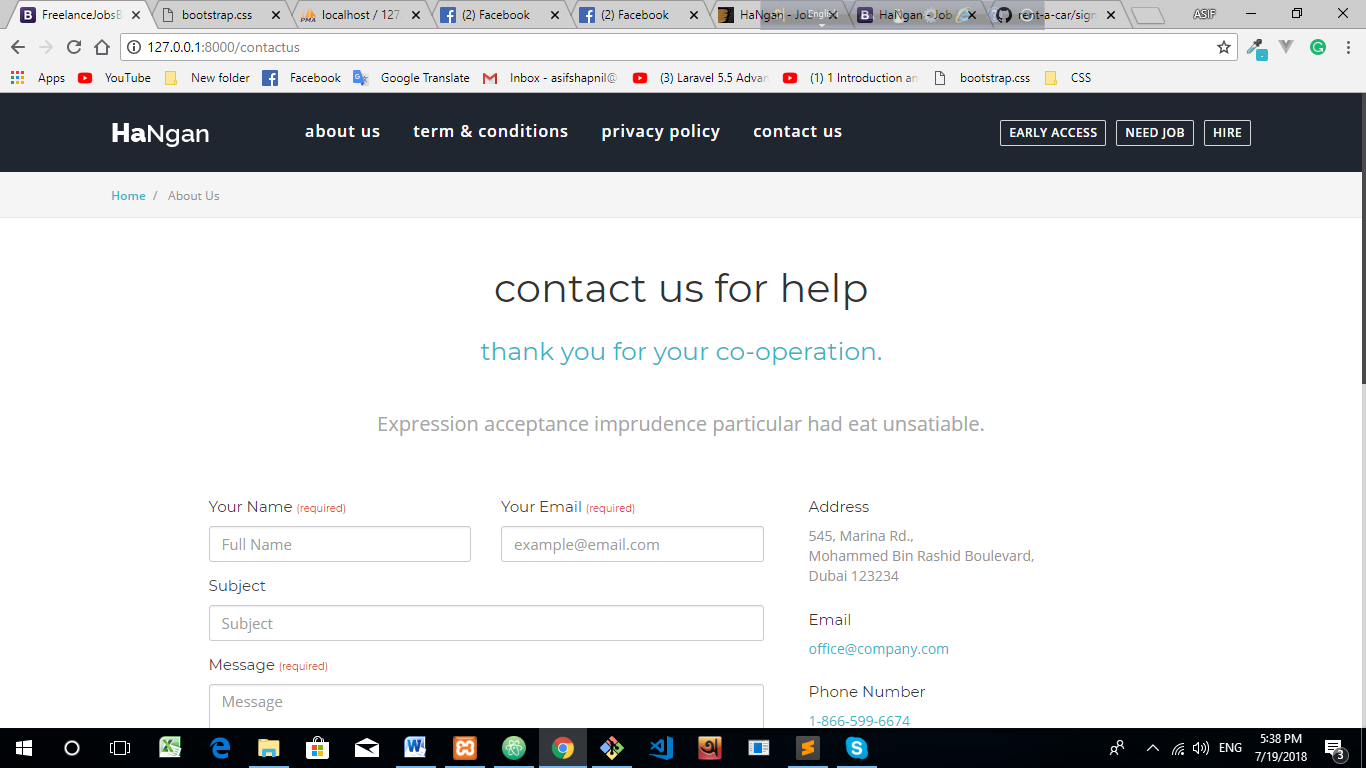 FreelanceJobsB
bootstrap.css
localhost / 127.
(2) Facebook
(2) Facebook
HaNgan - Jo
English
HaNgan - Job
rent-a-car/sign
ASIF
127.0.0.1:8000/contactus
Apps
YouTube
New folder
Facebook
Google Translate
Inbox - asifshapnil@
(3) Laravel 5.5 Advan
(1) 1 Introduction an
bootstrap.css
CSS
HaNgan
about us
term & conditions
privacy policy
contact us
EARLY ACCESS
NEED JOB
HIRE
Home / About Us
contact us for help
thank you for your co-operation.
Expression acceptance imprudence particular had eat unsatiable.
Your Name (required)
Full Name
Your Email (required)
example@email.com
Subject
Subject
Message (required)
Message
Address
545, Marina Rd.,
Mohammed Bin Rashid Boulevard,
Dubai 123234
Email
office@company.com
Phone Number
1-866-599-6674
ENG
5:38 PM
7/19/2018
3